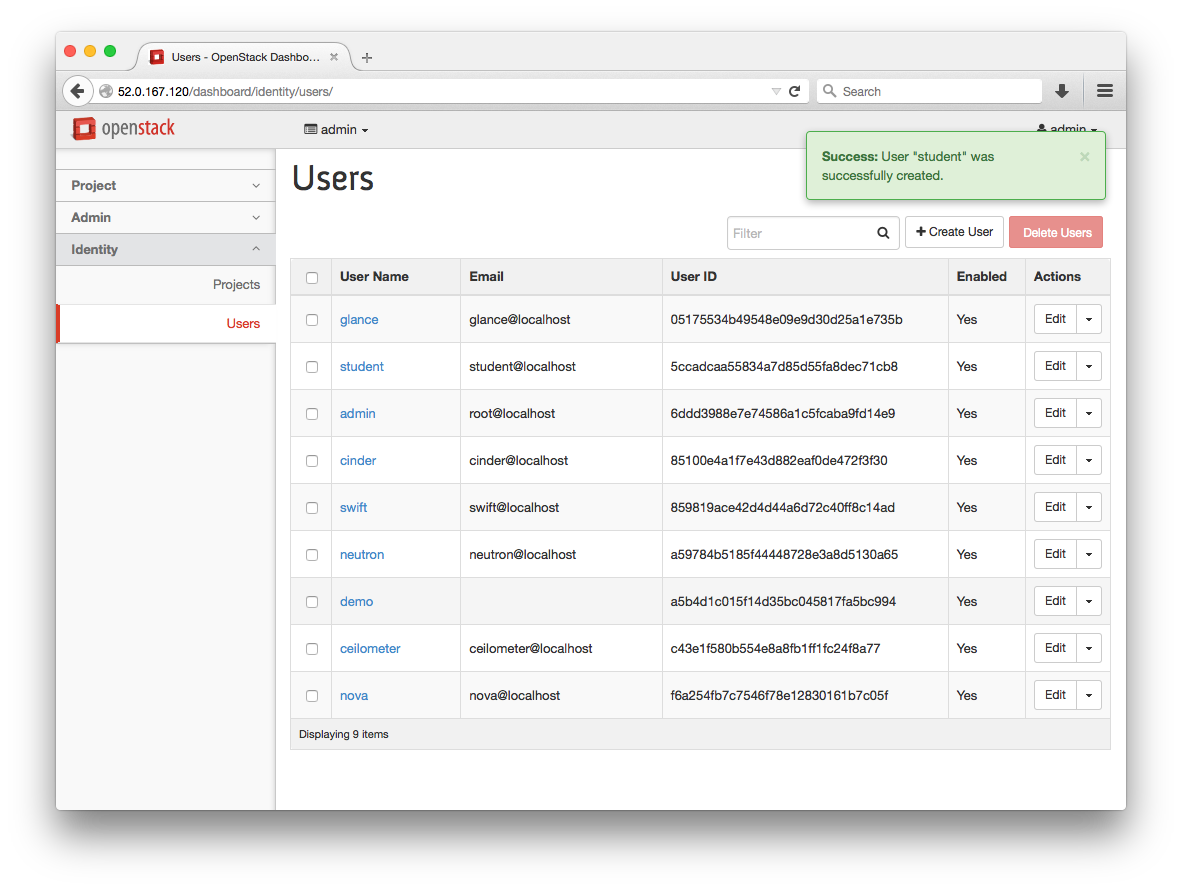 Users - OpenStack Dashbo...
52.0.167.120/dashboard/identity/users/
Search
openstack
admin
admin
Success: User "student" was
successfully created.
Project
Admin
Identity
Projects
Users
Users
Filter
Create User
Delete Users
User Name Email User ID Enabled Actions
glance glance@localhost 05175534b49548e09e9d30d25a1e735b Yes Edit
student student@localhost 5ccadcaa55834a7d85d55fa8dec71cb8 Yes Edit
admin root@localhost 6ddd3988e7e74586a1c5fcaba9fd14e9 Yes Edit
cinder cinder@localhost 85100e4a1f7e43d882eaf0de472f3f30 Yes Edit
swift swift@localhost 859819ace42d4d44a6d72c40ff8c14ad Yes Edit
neutron neutron@localhost a59784b5185f44448728e3a8d5130a65 Yes Edit
demo a5b4d1c015f14d35bc045817fa5bc994 Yes Edit
ceilometer ceilometer@localhost c43e1f580b554e8a8fb1ff1fc24f8a77 Yes Edit
nova nova@localhost f6a254fb7c7546f78e12830161b7c05f Yes Edit
Displaying 9 items